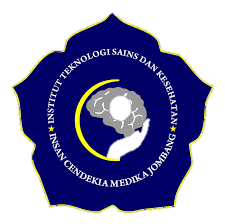 INSTITUT TEKNOLOGI SAINS DAN KESEHATAN
INSAN CENDEKIA MEDIKA JOMBANG